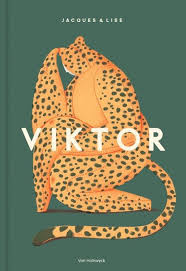 JACQUES & LISE
VIKTOR
Van Halewyck